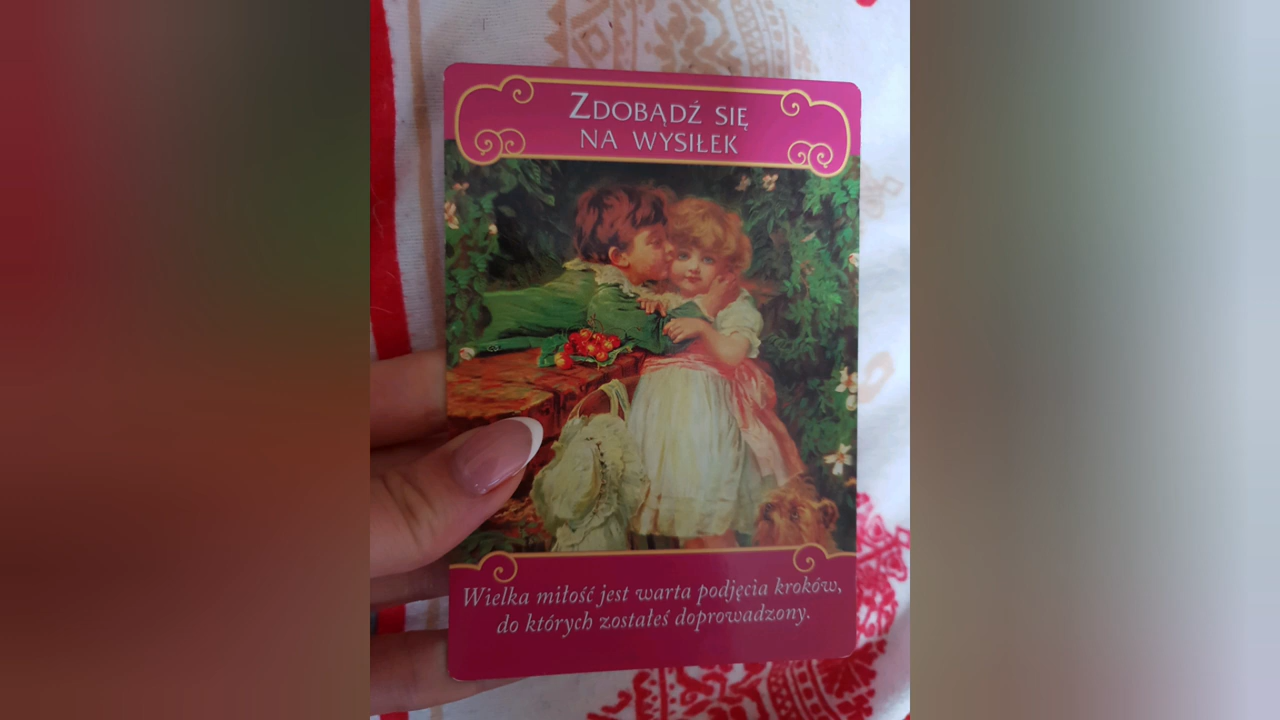 Zdobądź się
na wysiłek
Wielka miłość jest warta podjęcia kroków,
do których zostałeś doprowadzony.